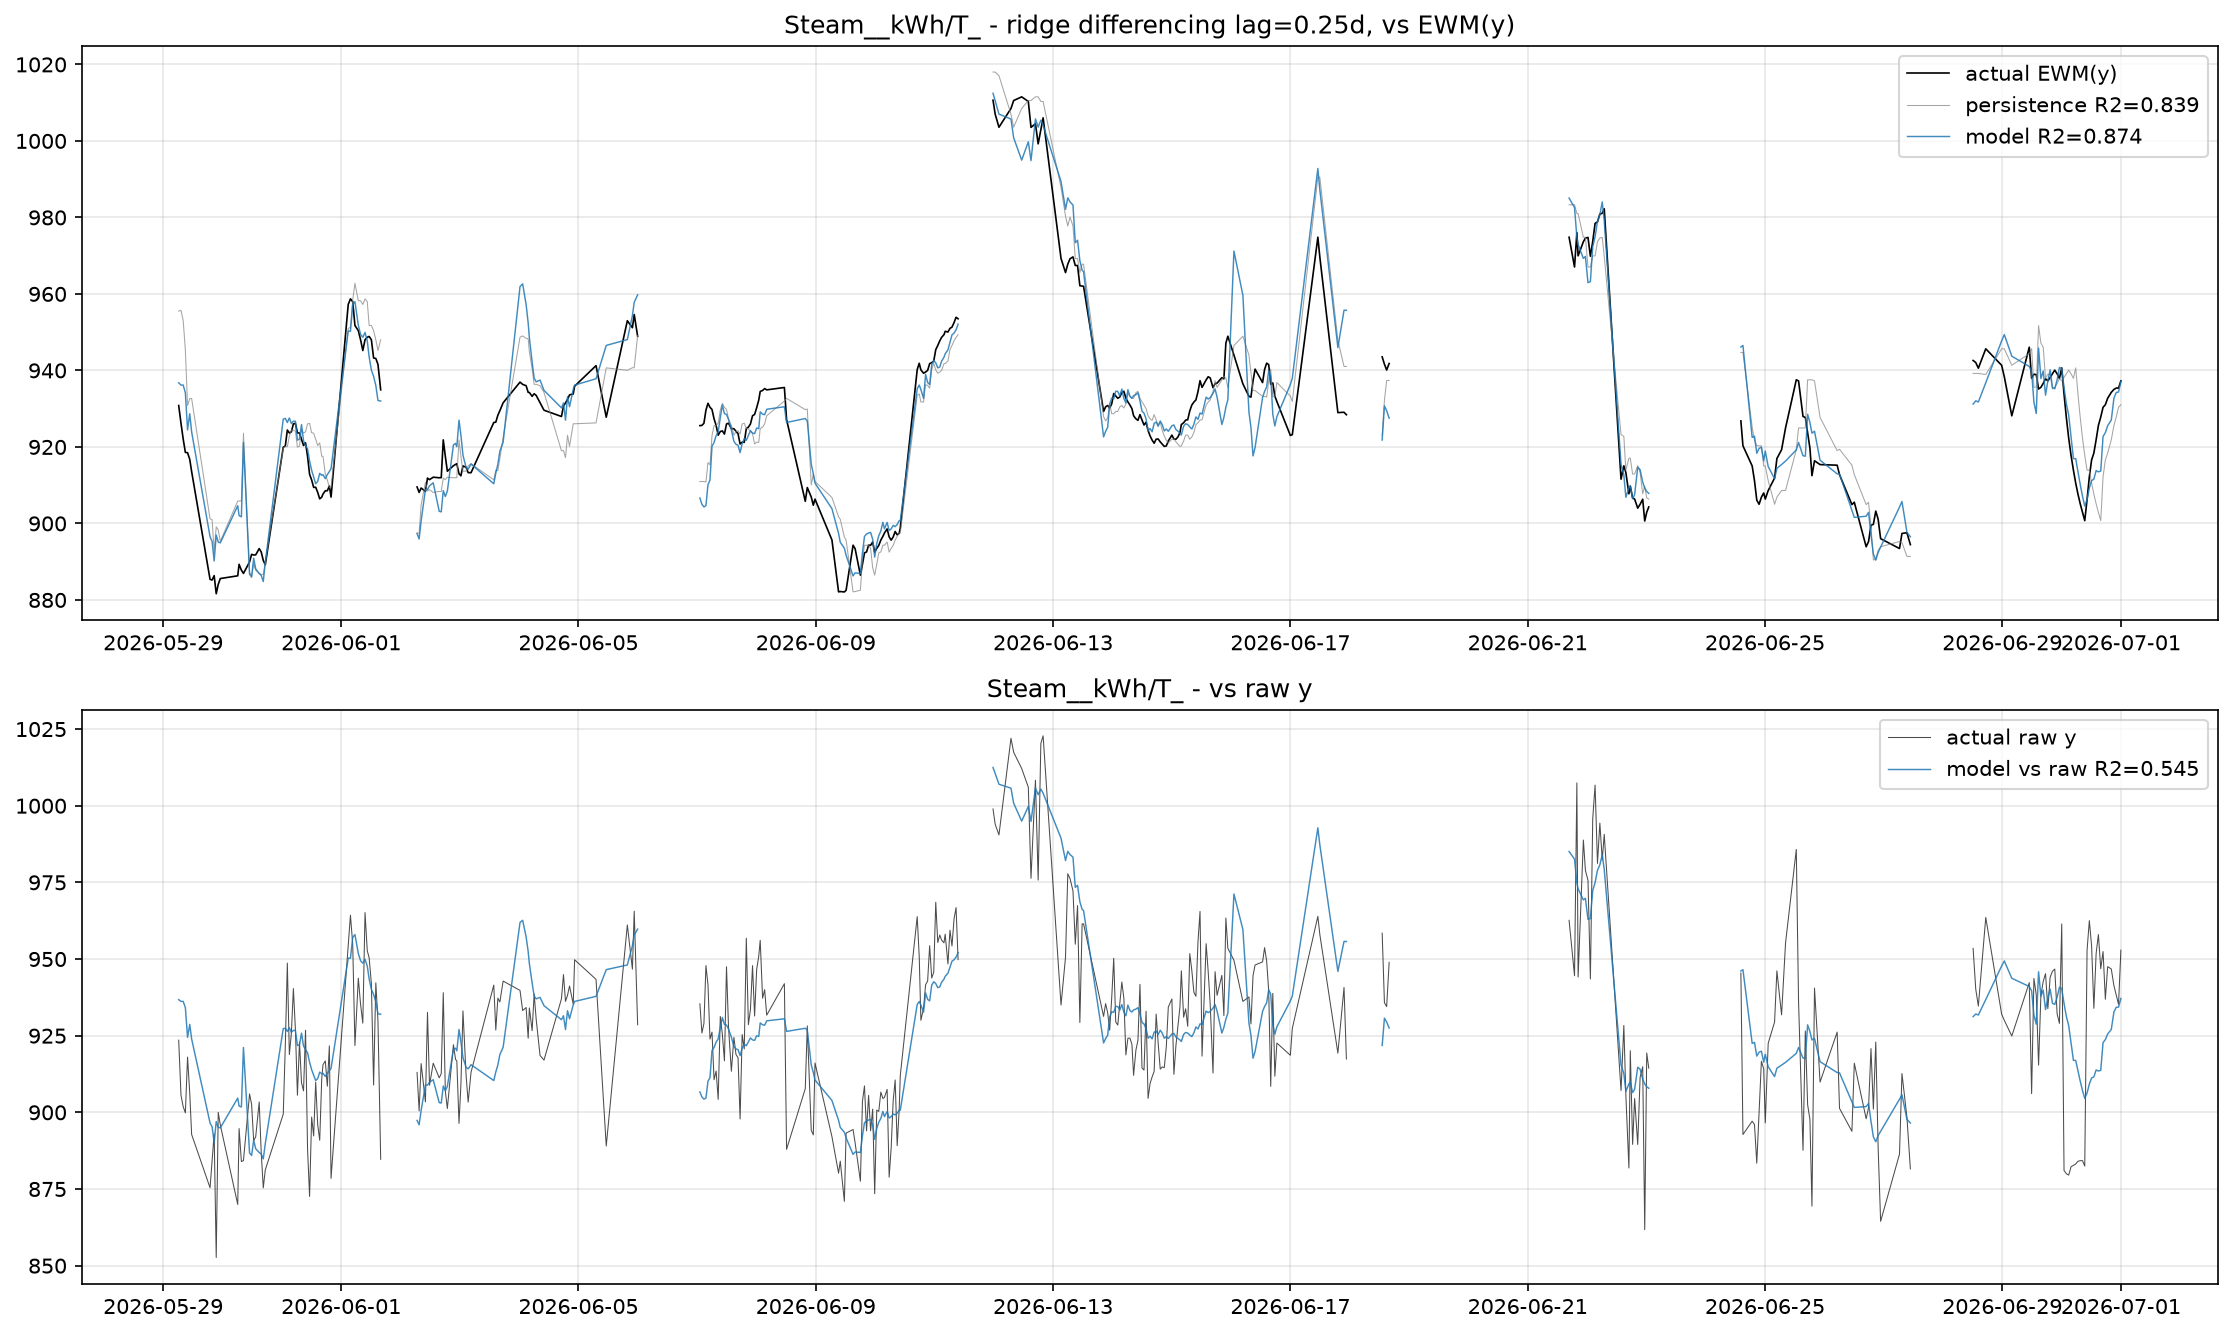 Steam__kWh/T_ - ridge differencing lag=0.25d, vs EWM(y)
1020
1000
980
960
940
920
900
880
actual EWM(y)
persistence R2=0.839
model R2=0.874
2026-05-29 2026-06-01 2026-06-05 2026-06-09 2026-06-13 2026-06-17 2026-06-21 2026-06-25 2026-06-29 2026-07-01
Steam__kWh/T_ - vs raw y
1025
1000
975
950
925
900
875
850
actual raw y
model vs raw R2=0.545
2026-05-29 2026-06-01 2026-06-05 2026-06-09 2026-06-13 2026-06-17 2026-06-21 2026-06-25 2026-06-29 2026-07-01